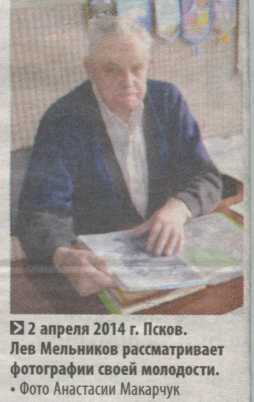 2 апреля 2014 г. Псков.
Лев Мельников рассматривает
фотографии своей молодости.
• Фото Анастасии Макарчук